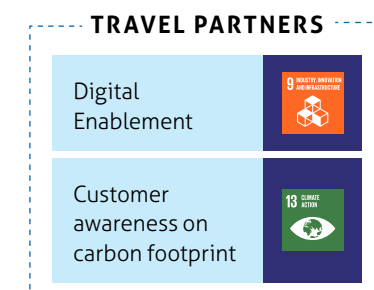 TRAVEL PARTNERS
Digital
Enablement
9 INDUSTRY, INNOVATION
AND INFRASTRUCTURE
Customer
awareness on
carbon footprint
13 CLIMATE
ACTION